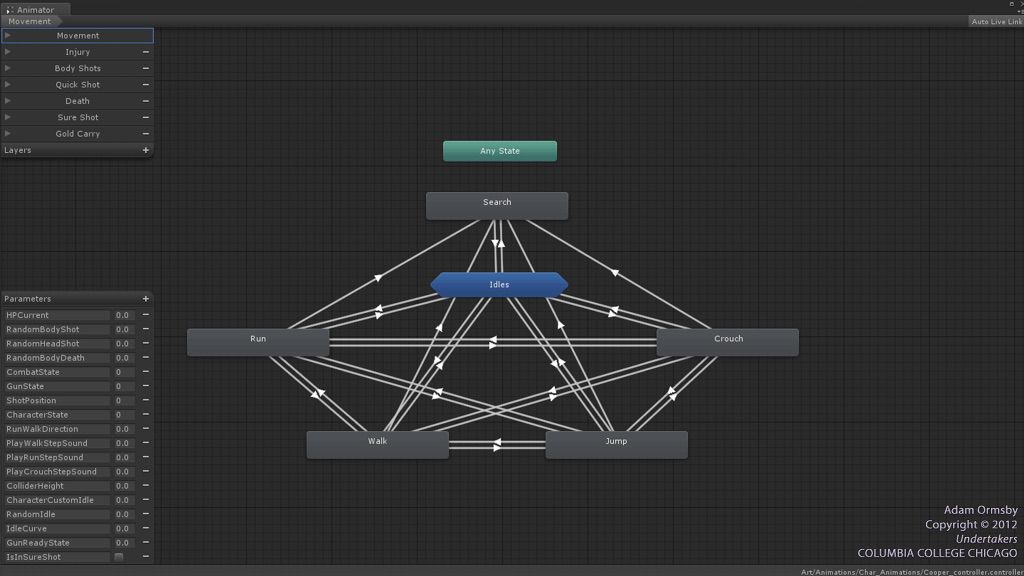 Animator
Movement
Auto Live Link
Movement
Injury
Body Shots
Quick Shot
Death
Sure Shot
Gold Carry
Layers
Any State
Search
Idles
Run
Crouch
Walk
Jump
Parameters
HPCurrent 0.0
RandomBodyShot 0.0
RandomHeadShot 0.0
RandomBodyDeath 0.0
CombatState 0
GunState 0
ShotPosition 0
CharacterState 0
RunWalkDirection 0.0
PlayWalkStepSound 0.0
PlayRunStepSound 0.0
PlayCrouchStepSound 0.0
ColliderHeight 0.0
CharacterCustomIdle 0.0
RandomIdle 0.0
IdleCurve 0.0
GunReadyState 0.0
IsInSureShot
Adam Ormsby
Copyright © 2012
Undertakers
COLUMBIA COLLEGE CHICAGO
Art/Animations/Char_Animations/Cooper_controller.controller